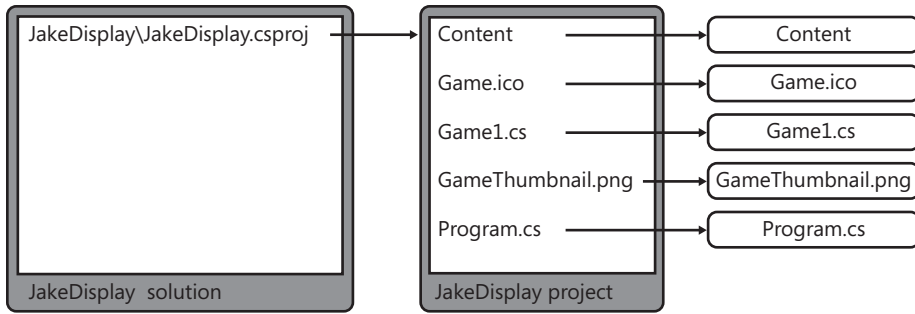 JakeDisplay\JakeDisplay.csproj
Content
Game.ico
Game1.cs
GameThumbnail.png
Program.cs
Content
Game.ico
Game1.cs
GameThumbnail.png
Program.cs
JakeDisplay solution
JakeDisplay project